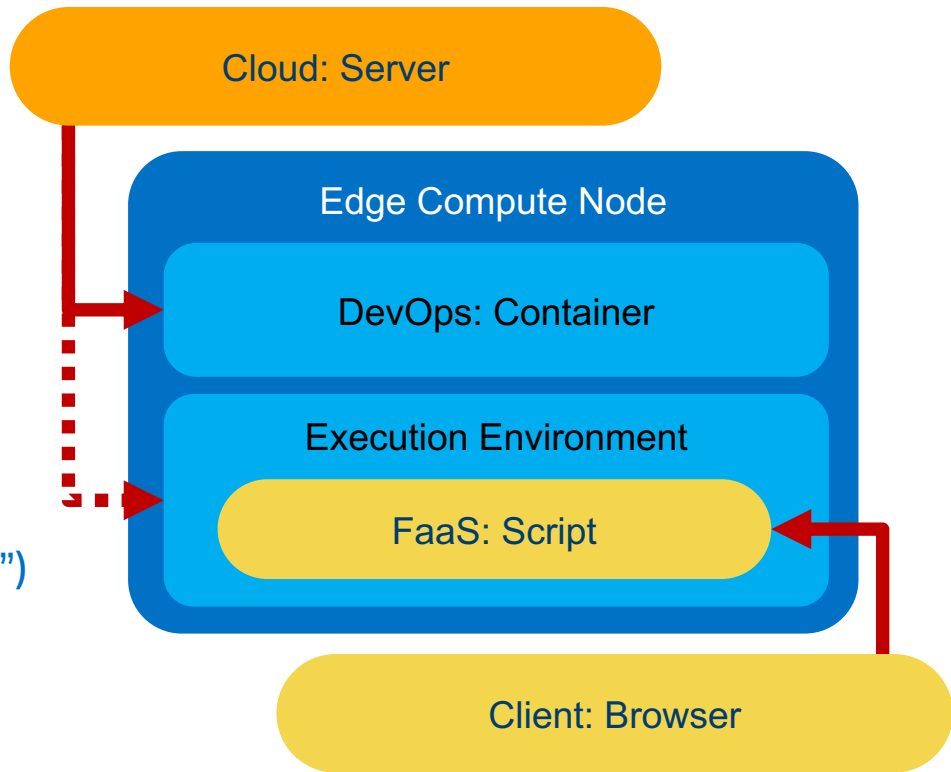 Cloud: Server
Edge Compute Node
DevOps: Container
Execution Environment
FaaS: Script
”)
Client: Browser